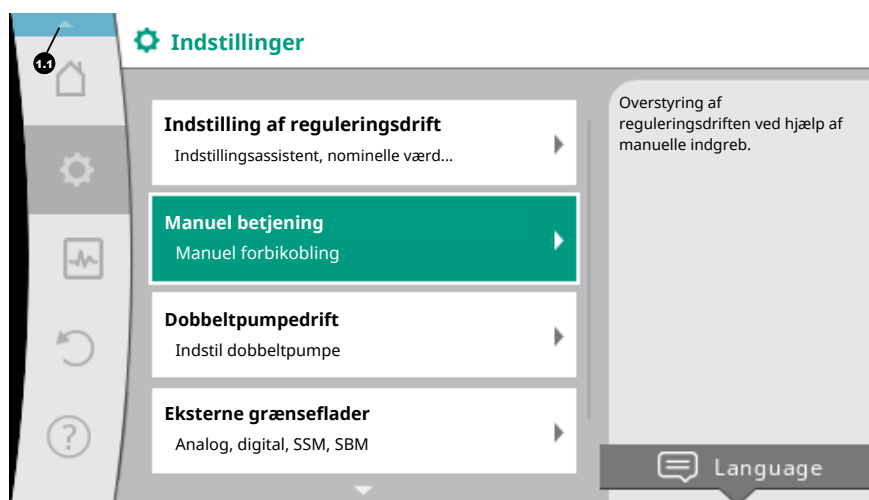 1.1
Indstillinger
Indstilling af reguleringsdrift
Indstillingsassistent, nominelle værd...
Manuel betjening
Manuel forbikobling
Dobbeltpumpedrift
Indstil dobbeltpumpe
Eksterne grænseflader
Analog, digital, SSM, SBM
Overstyring af
reguleringsdriften ved hjælp af
manuelle indgreb.
?
Language